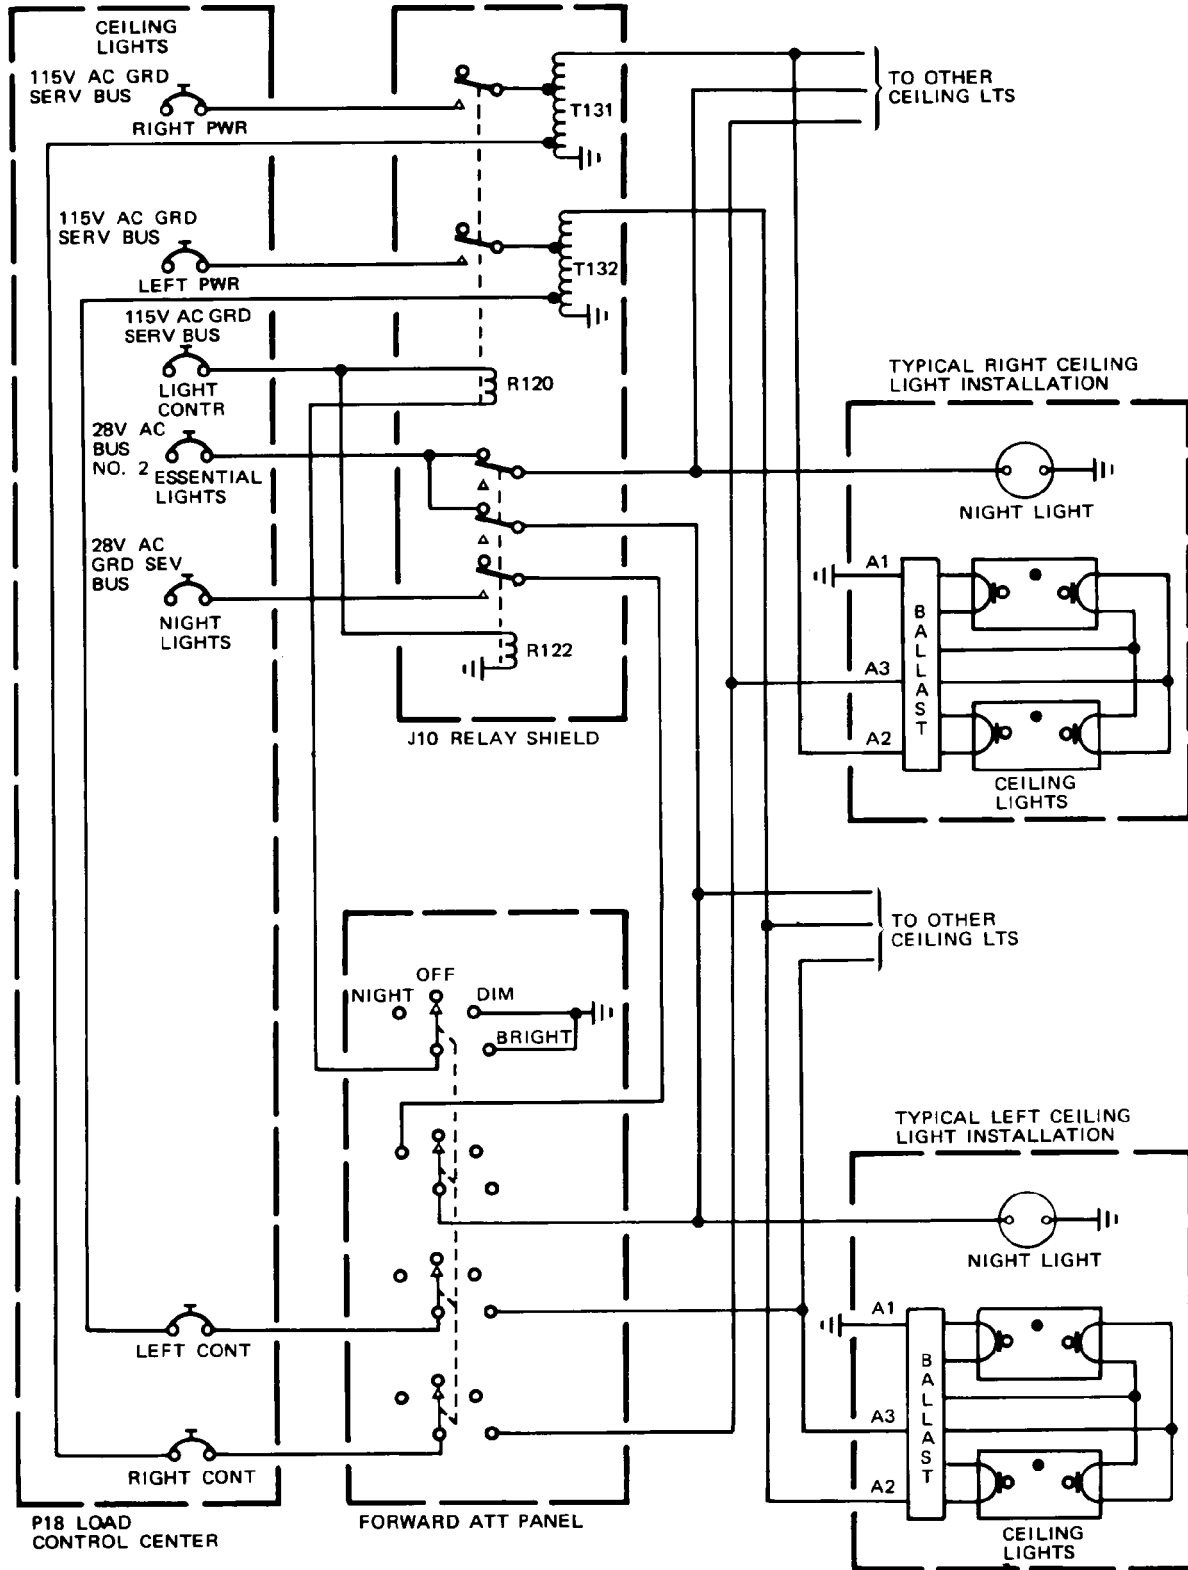 CEILING
LIGHTS
115V AC GRD
SERV BUS
RIGHT PWR
T131
TO OTHER
CEILING LTS
115V AC GRD
SERV BUS
LEFT PWR
T132
115V AC GRD
SERV BUS
LIGHT
CONTR
R120
28V AC
BUS
NO. 2
ESSENTIAL
LIGHTS
28V AC
GRD SEV
BUS
NIGHT
LIGHTS
R122
J10 RELAY SHIELD
TYPICAL RIGHT CEILING
LIGHT INSTALLATION
NIGHT LIGHT
A1
A3
A2
BALLAST
CEILING
LIGHTS
TO OTHER
CEILING LTS
OFF
NIGHT
DIM
BRIGHT
TYPICAL LEFT CEILING
LIGHT INSTALLATION
NIGHT LIGHT
A1
A3
A2
BALLAST
CEILING
LIGHTS
LEFT CONT
RIGHT CONT
P18 LOAD
CONTROL CENTER
FORWARD ATT PANEL